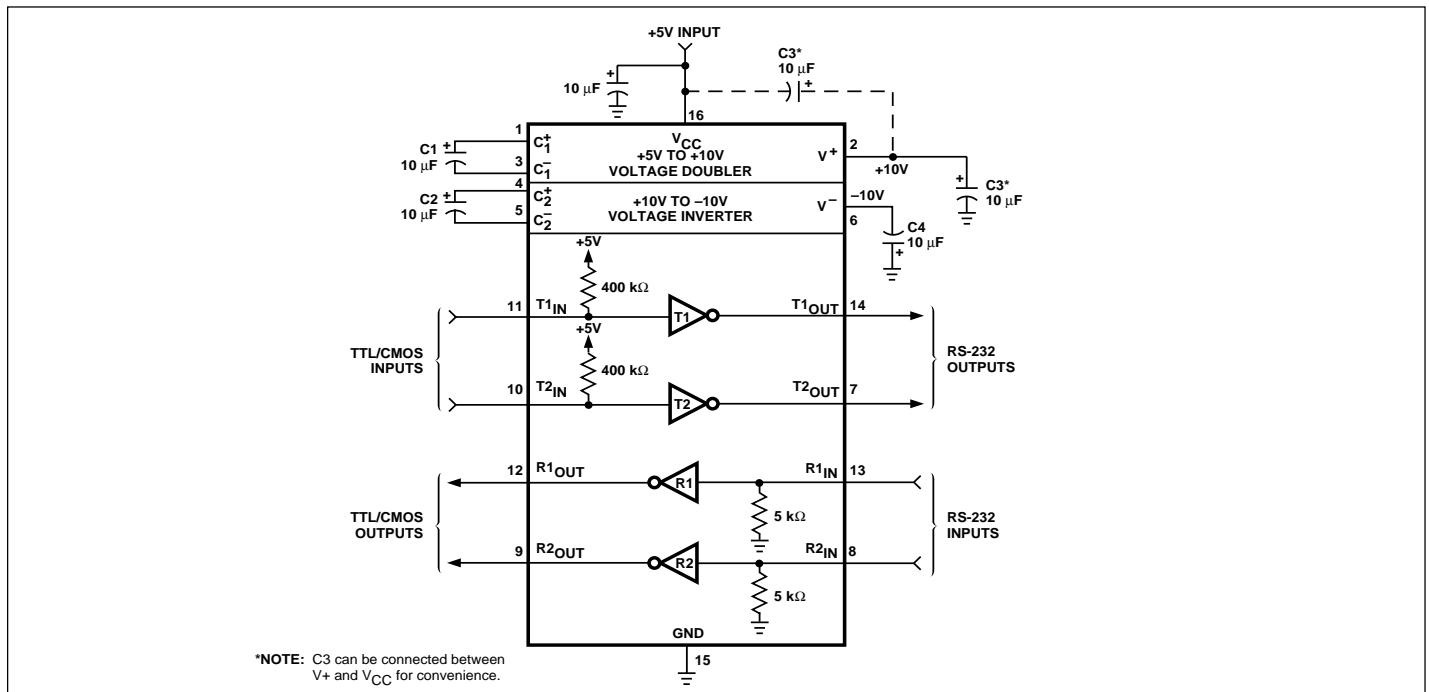 +5V INPUT
C3*
10 µF
+
10 µF
+
16
1
C1+
VCC
2
C1
10 µF
+
+5V TO +10V
VOLTAGE DOUBLER
V+
+10V
3
C1–
4
C2+
C2
10 µF
+
+10V TO –10V
VOLTAGE INVERTER
V–
–10V
6
+
C3*
10 µF
5
C2–
C4
10 µF
+
+5V
400 kΩ
11
T1IN
T1
T1OUT
14
+5V
TTL/CMOS
INPUTS
400 kΩ
RS-232
OUTPUTS
10
T2IN
T2
T2OUT
7
12
R1OUT
R1
R1IN
13
5 kΩ
TTL/CMOS
OUTPUTS
RS-232
INPUTS
9
R2OUT
R2
R2IN
8
5 kΩ
GND
15
*NOTE: C3 can be connected between
V+ and VCC for convenience.